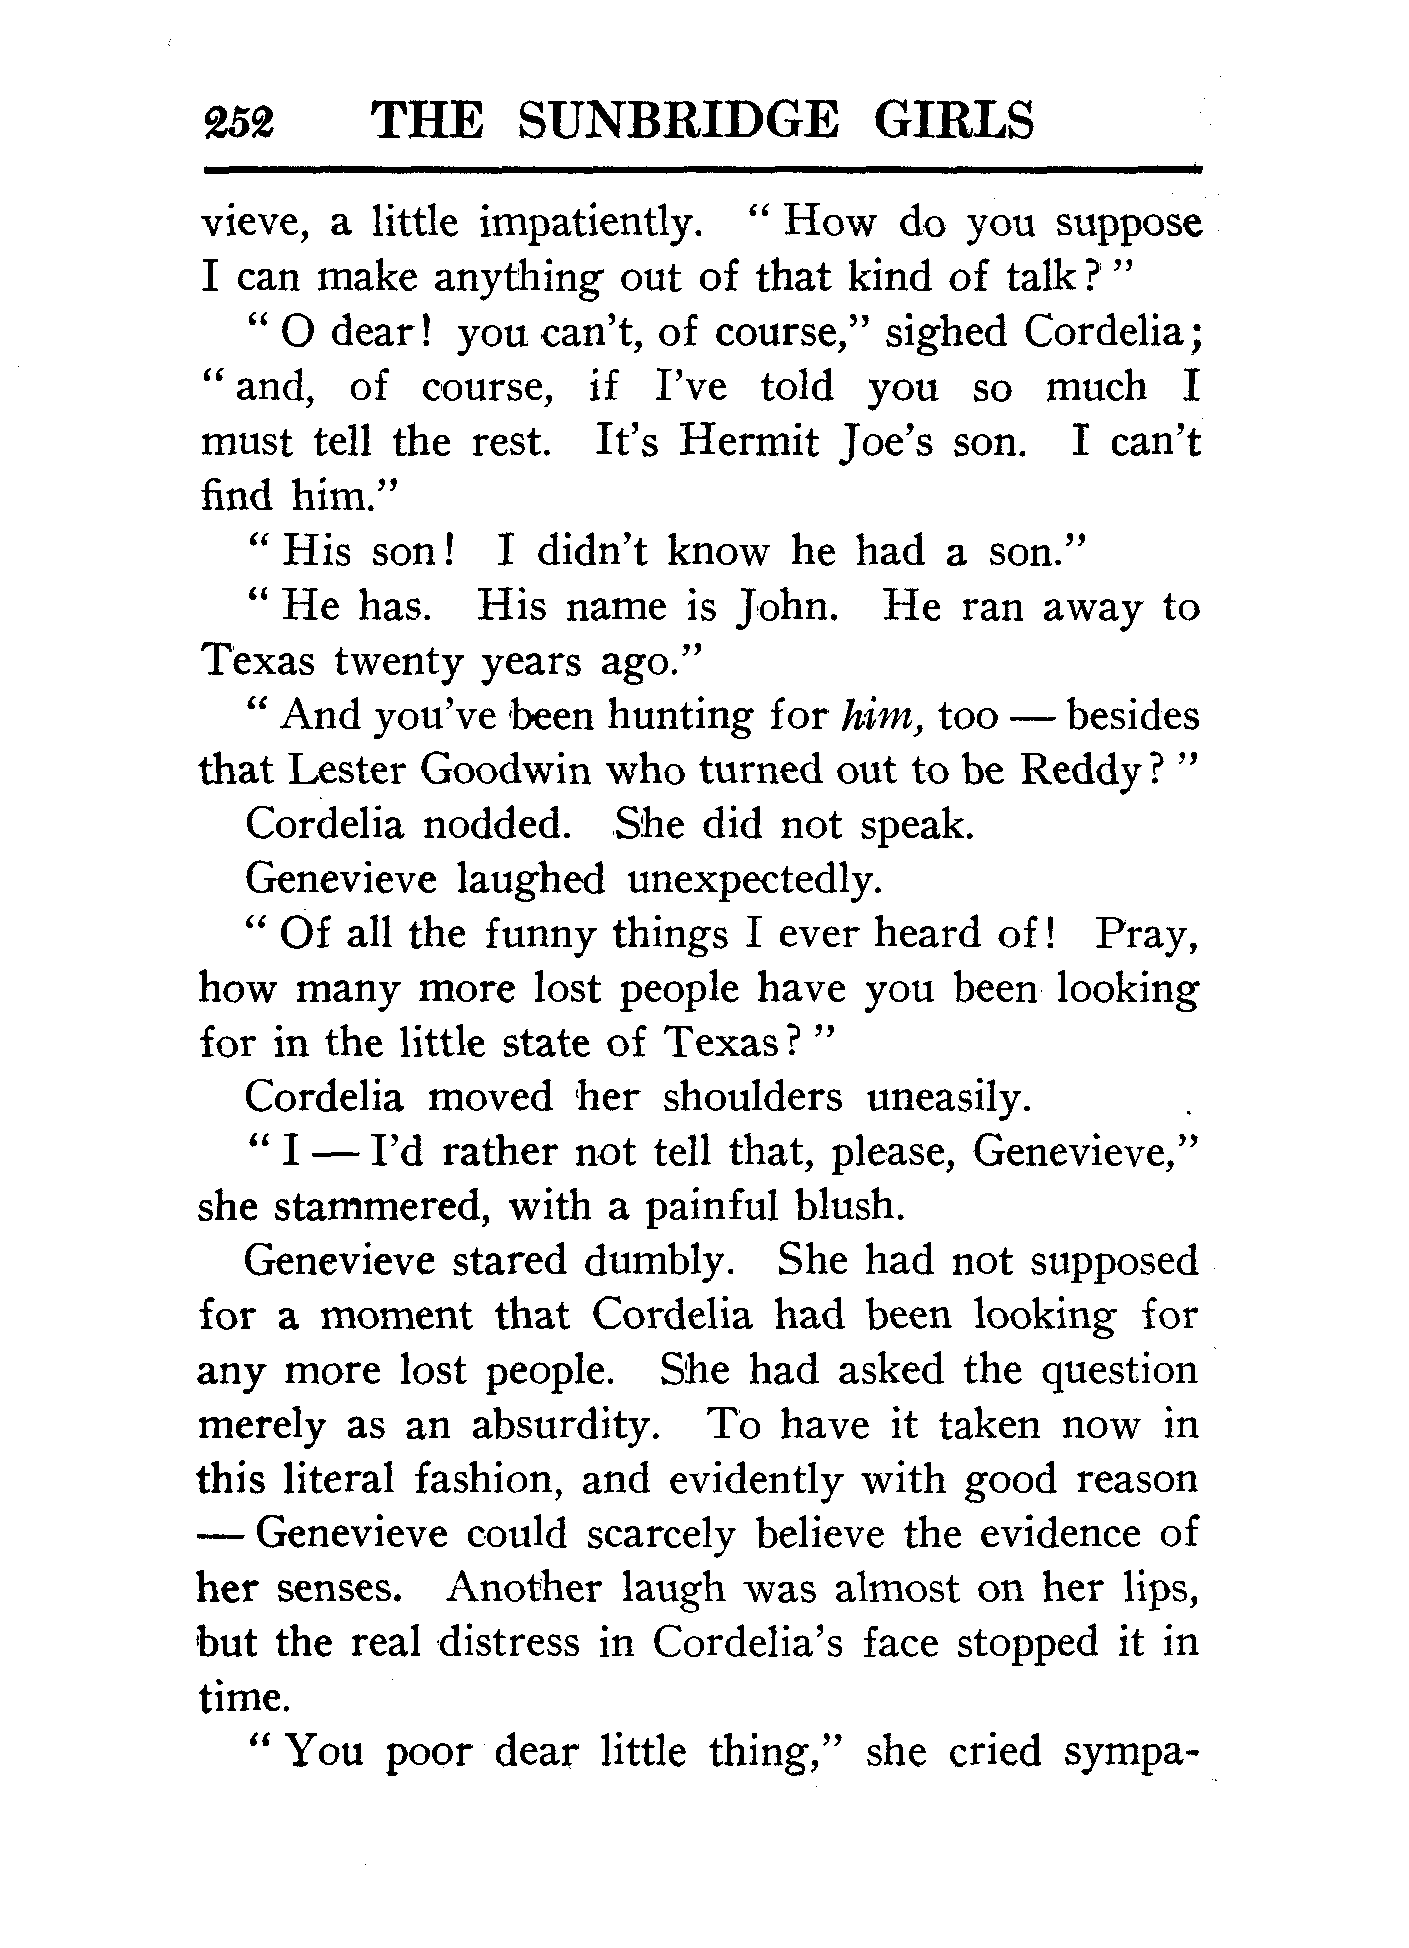 252 THE SUNBRIDGE GIRLS
vieve, a little impatiently. “ How do you suppose
I can make anything out of that kind of talk? ”
“ O dear! you can't, of course,” sighed Cordelia;
“ and, of course, if I've told you so much I
must tell the rest. It's Hermit Joe's son. I can't
find him.”
“ His son! I didn't know he had a son.”
“ He has. His name is John. He ran away to
Texas twenty years ago.”
“ And you've been hunting for him, too — besides
that Lester Goodwin who turned out to be Reddy? ”
Cordelia nodded. She did not speak.
Genevieve laughed unexpectedly.
“ Of all the funny things I ever heard of! Pray,
how many more lost people have you been looking
for in the little state of Texas? ”
Cordelia moved her shoulders uneasily.
“ I — I'd rather not tell that, please, Genevieve,”
she stammered, with a painful blush.
Genevieve stared dumbly. She had not supposed
for a moment that Cordelia had been looking for
any more lost people. She had asked the question
merely as an absurdity. To have it taken now in
this literal fashion, and evidently with good reason
— Genevieve could scarcely believe the evidence of
her senses. Another laugh was almost on her lips,
but the real distress in Cordelia's face stopped it in
time.
“ You poor dear little thing,” she cried sympa-